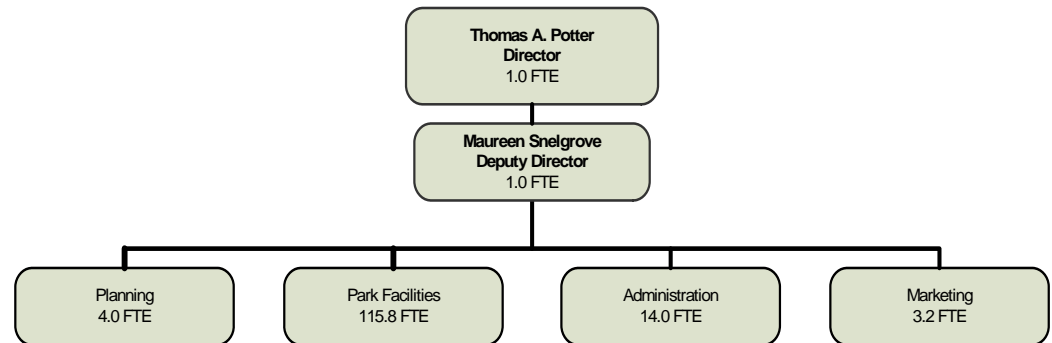 Thomas A. Potter
Director
1.0 FTE
Maureen Snelgrove
Deputy Director
1.0 FTE
Planning
4.0 FTE
Park Facilities
115.8 FTE
Administration
14.0 FTE
Marketing
3.2 FTE